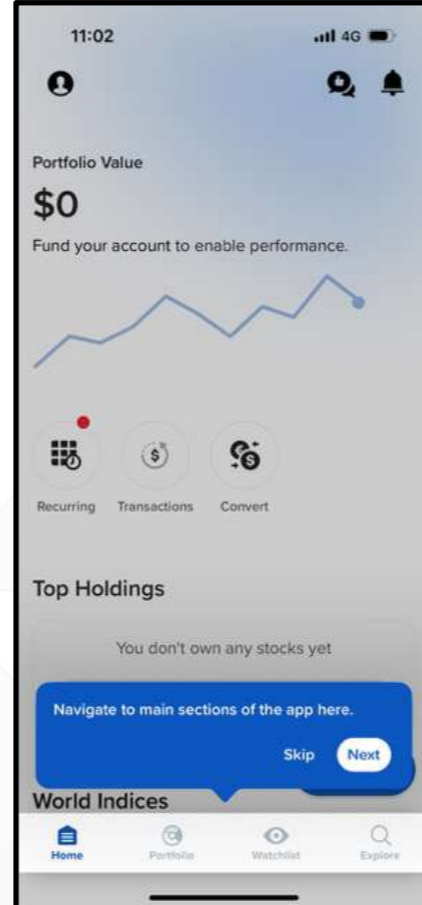 11:02
4G
Portfolio Value
$0
Fund your account to enable performance.
Recurring
Transactions
Convert
Top Holdings
You don't own any stocks yet
Navigate to main sections of the app here.
Skip
Next
World Indices
Home
Portfolio
Watchlist
Explore